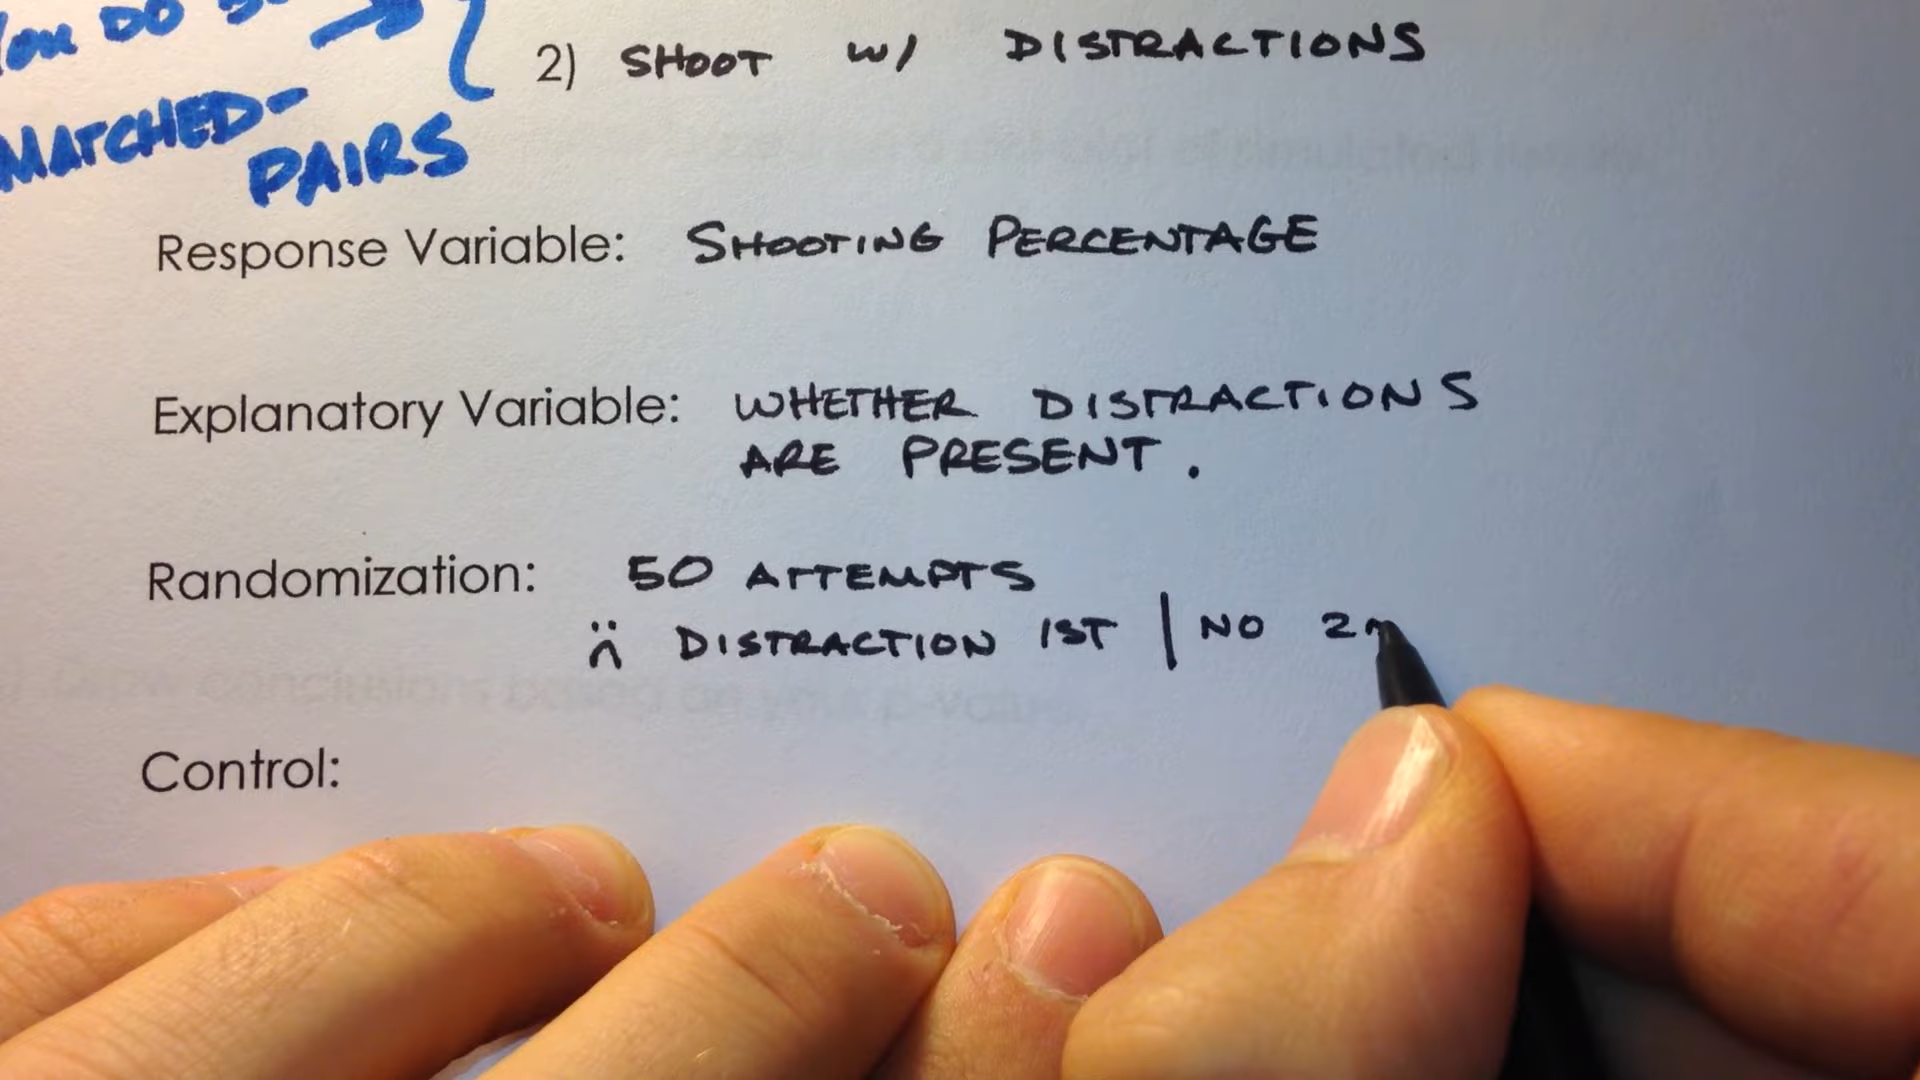 You DO
2) SHOOT W/ DISTRACTIONS
MATCHED-
PAIRS
Response Variable: SHOOTING PERCENTAGE
Explanatory Variable: WHETHER DISTRACTIONS
ARE PRESENT.
Randomization: 50 ATTEMPTS
DISTRACTION 1ST | NO 2
Control: